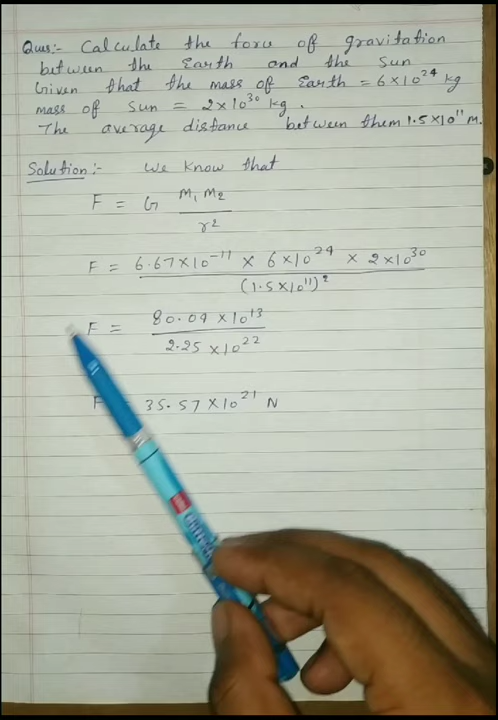 Ques:- Calculate the force of gravitation
between the Earth and the Sun
Given that the mass of Earth = 6×10²⁴ kg
mass of Sun = 2×10³⁰ kg.
The average distance between them 1.5×10¹¹ m.
Solution:- We know that
F = G m₁ m₂ / r²
F = 6.67×10⁻¹¹ × 6×10²⁴ × 2×10³⁰ / (1.5×10¹¹)²
F = 80.04×10¹³ / 2.25×10²²
F 35.57×10²¹ N